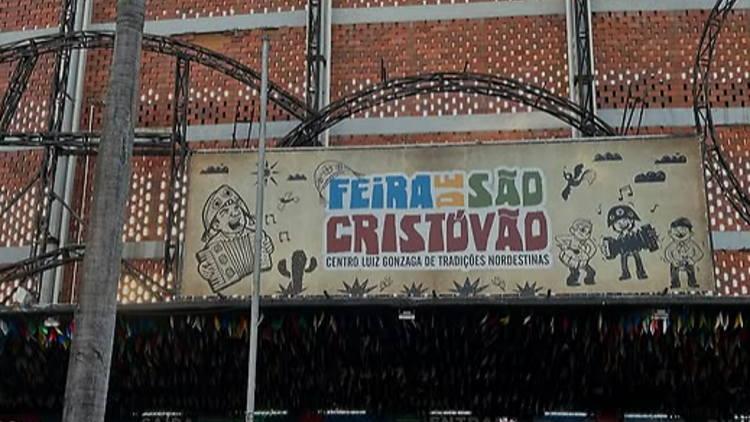 FEIRA DE SÃO
CRISTÓVÃO
CENTRO LUIZ GONZAGA DE TRADIÇÕES NORDESTINAS